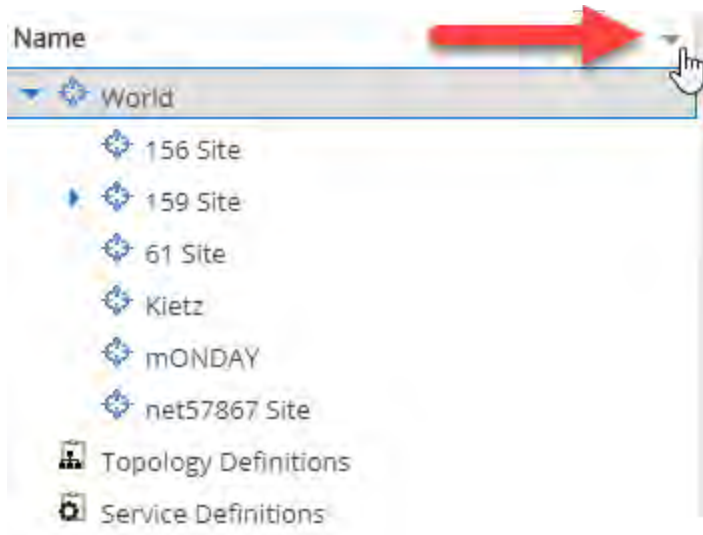 Name
World
156 Site
159 Site
61 Site
Kietz
mONDAY
net57867 Site
Topology Definitions
Service Definitions